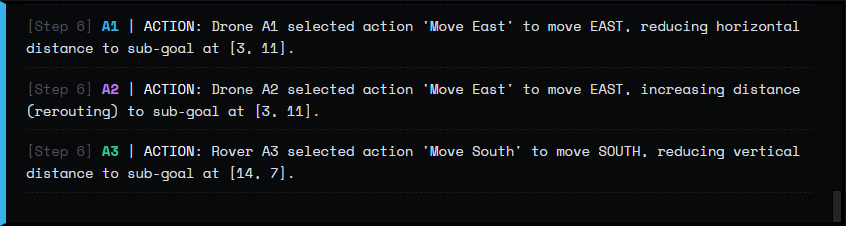 [Step 6] A1 | ACTION: Drone A1 selected action 'Move East' to move EAST, reducing horizontal
distance to sub-goal at [3, 11].
[Step 6] A2 | ACTION: Drone A2 selected action 'Move East' to move EAST, increasing distance
(rerouting) to sub-goal at [3, 11].
[Step 6] A3 | ACTION: Rover A3 selected action 'Move South' to move SOUTH, reducing vertical
distance to sub-goal at [14, 7].